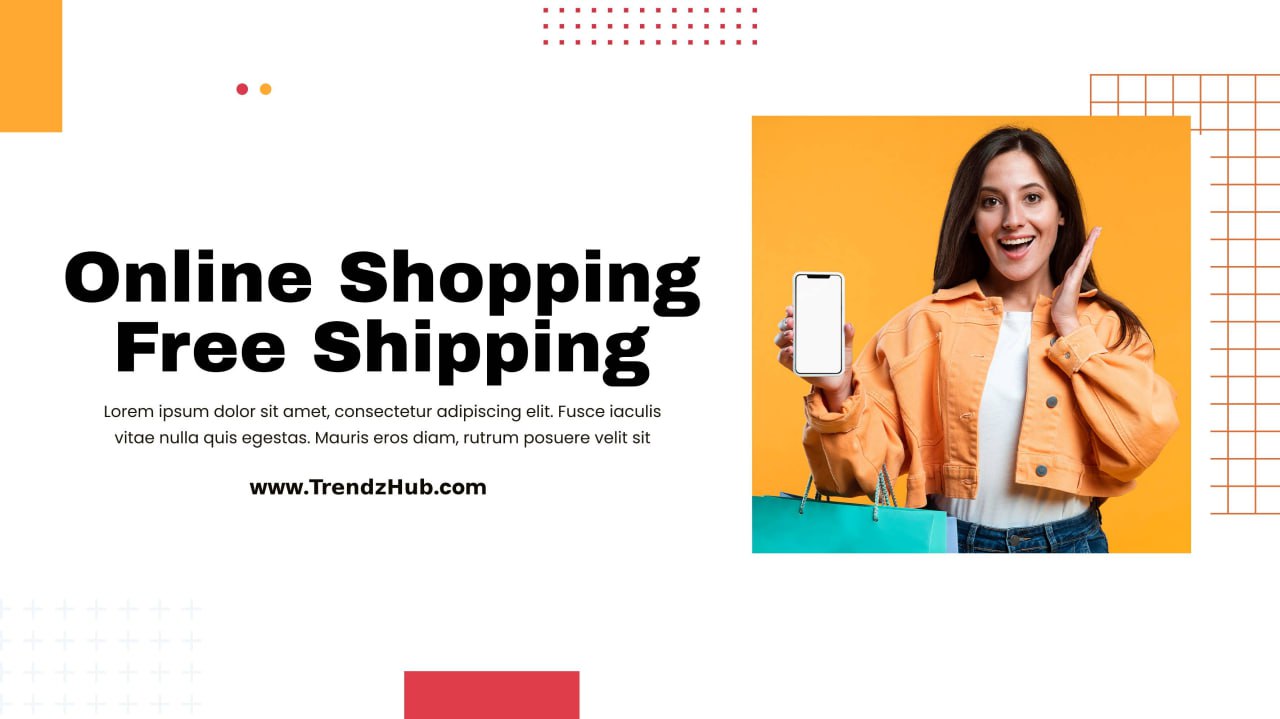 Online Shopping
Free Shipping
Lorem ipsum dolor sit amet, consectetur adipiscing elit. Fusce iaculis
vitae nulla quis egestas. Mauris eros diam, rutrum posuere velit sit
www.TrendzHub.com